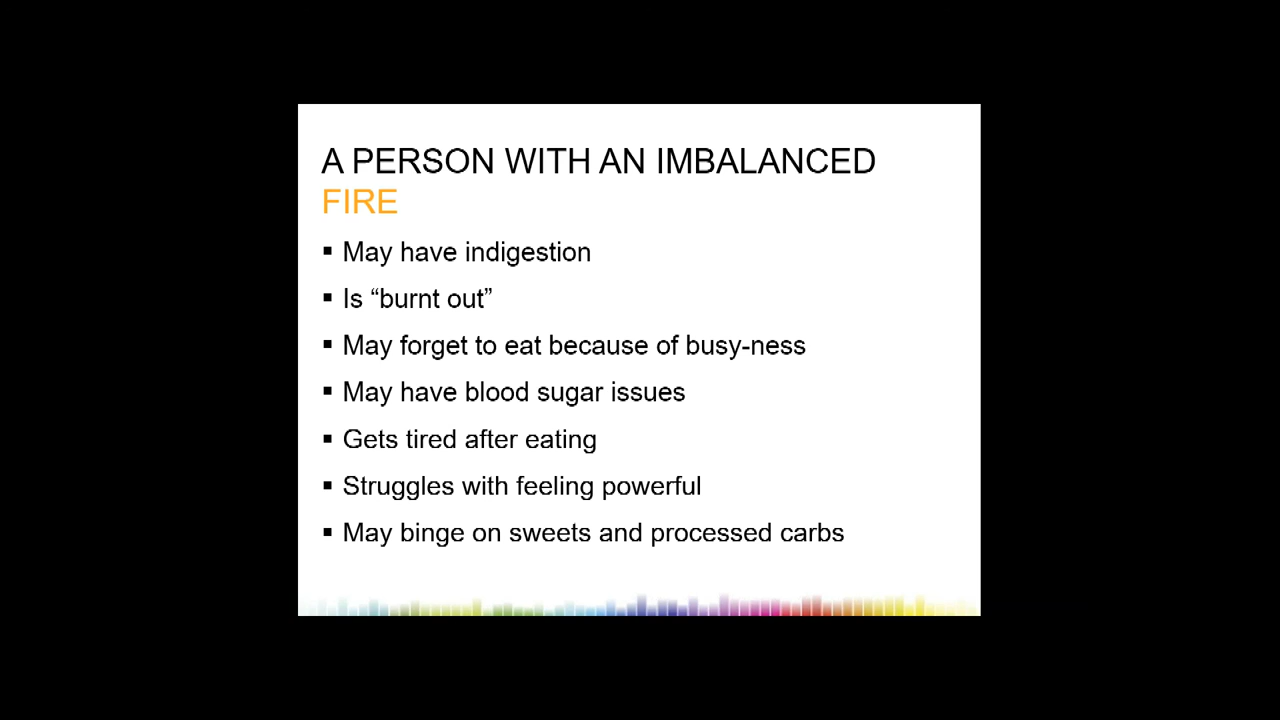 A PERSON WITH AN IMBALANCED
FIRE
▪ May have indigestion
▪ Is “burnt out”
▪ May forget to eat because of busy-ness
▪ May have blood sugar issues
▪ Gets tired after eating
▪ Struggles with feeling powerful
▪ May binge on sweets and processed carbs